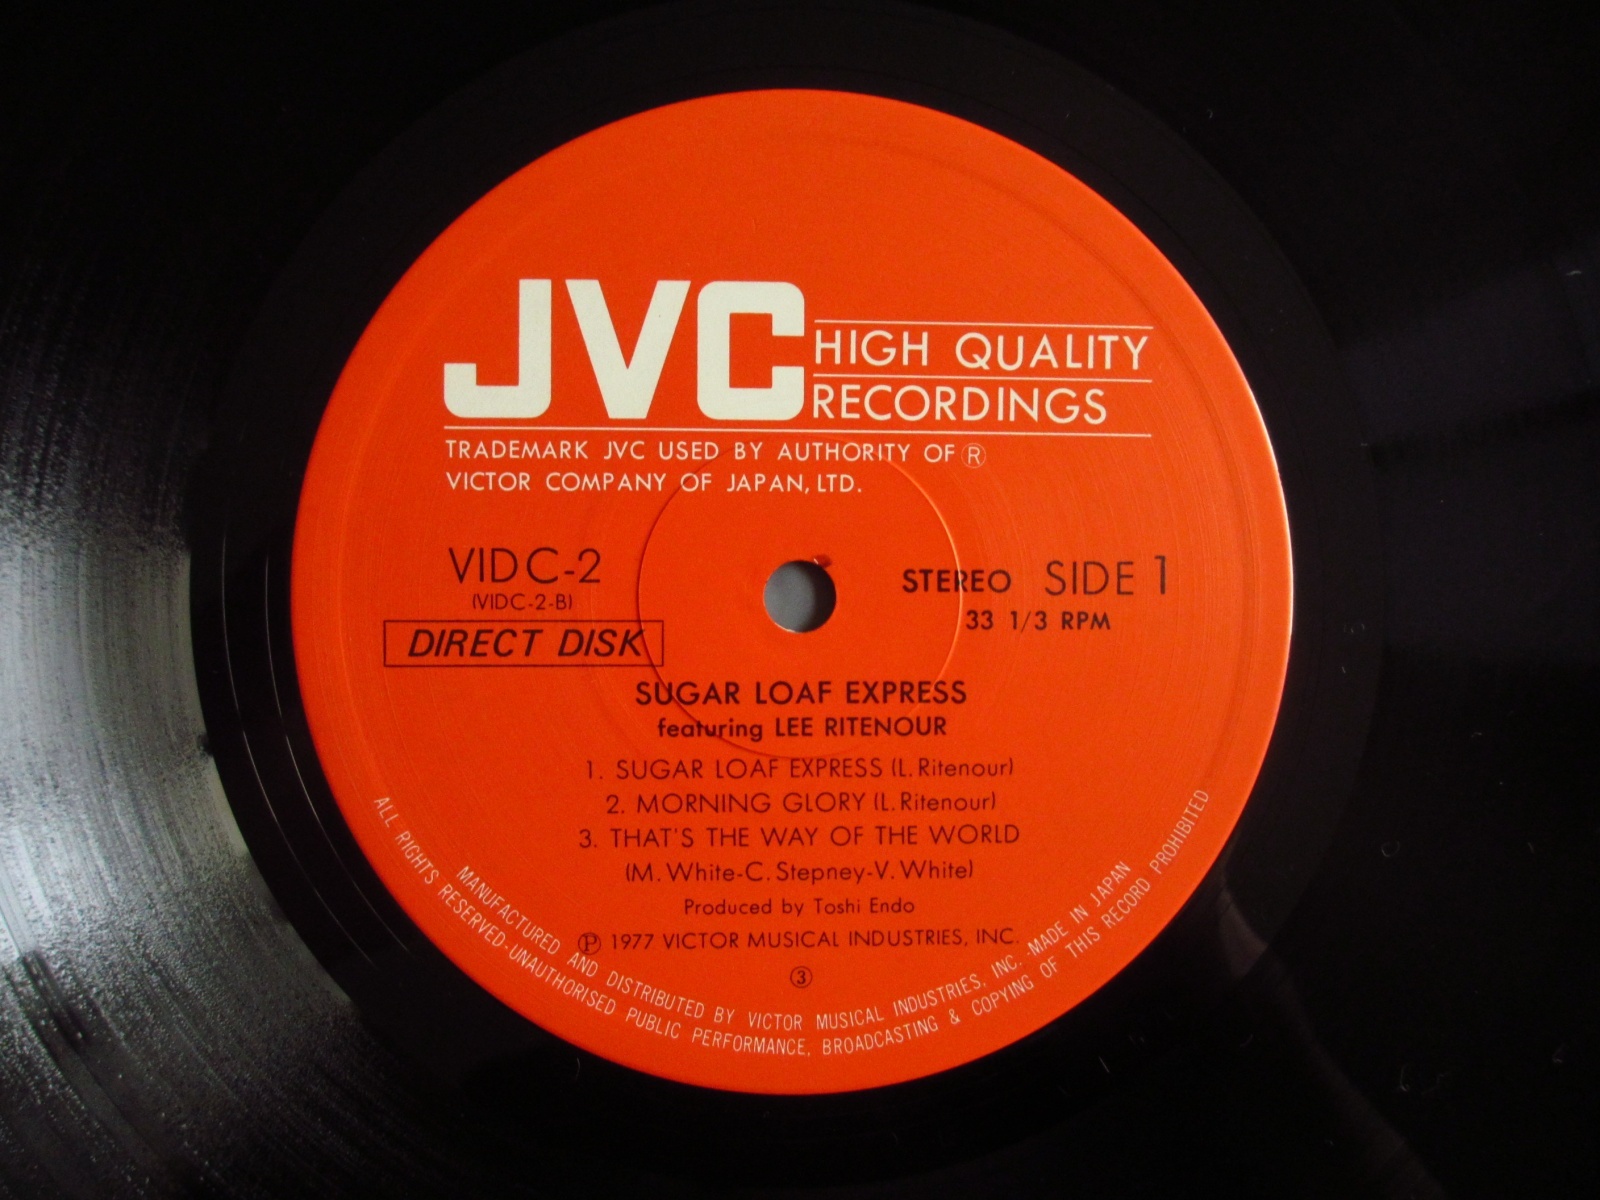 JVC HIGH QUALITY
RECORDINGS
TRADEMARK JVC USED BY AUTHORITY OF ®
VICTOR COMPANY OF JAPAN, LTD.
VIDC-2
(VIDC-2-B)
DIRECT DISK
STEREO SIDE 1
33 1/3 RPM
SUGAR LOAF EXPRESS
featuring LEE RITENOUR
1. SUGAR LOAF EXPRESS (L. Ritenour)
2. MORNING GLORY (L. Ritenour)
3. THAT'S THE WAY OF THE WORLD
(M. White-C. Stepney-V. White)
Produced by Toshi Endo
℗ 1977 VICTOR MUSICAL INDUSTRIES, INC.
③
MANUFACTURED AND DISTRIBUTED BY VICTOR MUSICAL INDUSTRIES, INC. MADE IN JAPAN
ALL RIGHTS RESERVED-UNAUTHORISED PUBLIC PERFORMANCE, BROADCASTING & COPYING OF THIS RECORD PROHIBITED